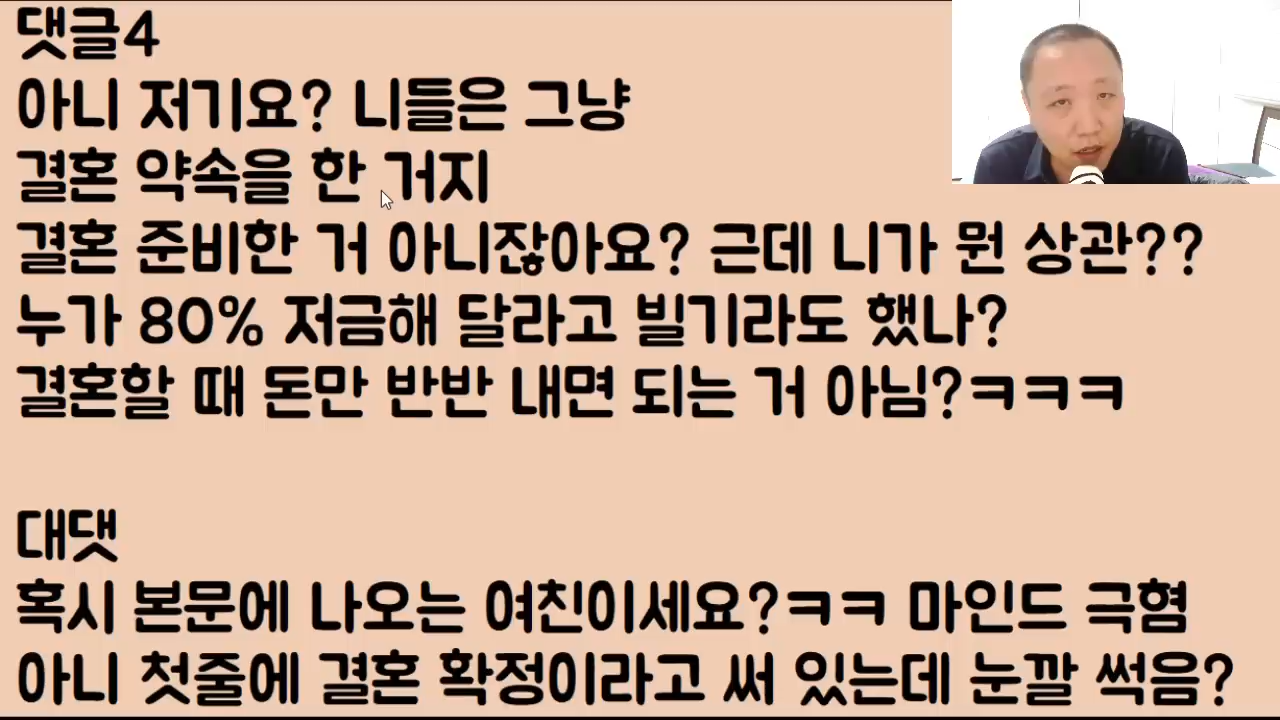 댓글4
아니 저기요? 니들은 그냥
결혼 약속을 한 거지
결혼 준비한 거 아니잖아요? 근데 니가 뭔 상관??
누가 80% 저금해 달라고 빌기라도 했나?
결혼할 때 돈만 반반 내면 되는 거 아님?ㅋㅋㅋ
대댓
혹시 본문에 나오는 여친이세요?ㅋㅋ 마인드 극혐
아니 첫줄에 결혼 확정이라고 써 있는데 눈깔 썩음?